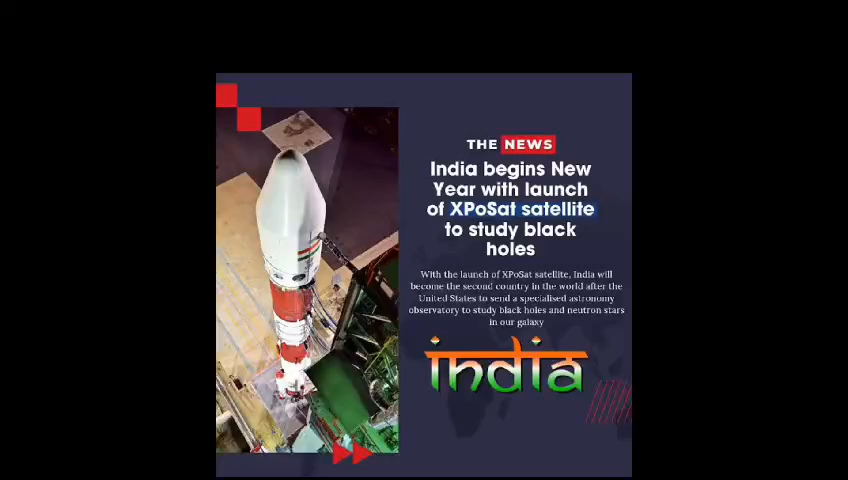 THE NEWS
India begins New
Year with launch
of XPoSat satellite
to study black
holes
With the launch of XPoSat satellite, India will
become the second country in the world after the
United States to send a specialised astronomy
observatory to study black holes and neutron stars
in our galaxy
india